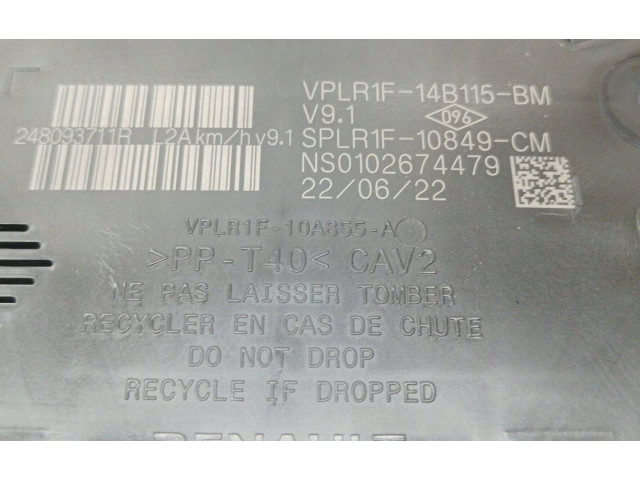 VPLR1F-14B115-BM
V9.1
096
248093711R L2Akm/hv9.1
SPLR1F-10849-CM
NS0102674479
22/06/22
VPLR1F-10A855-A
>PP-T40< CAV2
NE PAS LAISSER TOMBER
RECYCLER EN CAS DE CHUTE
DO NOT DROP
RECYCLE IF DROPPED
RENAULT